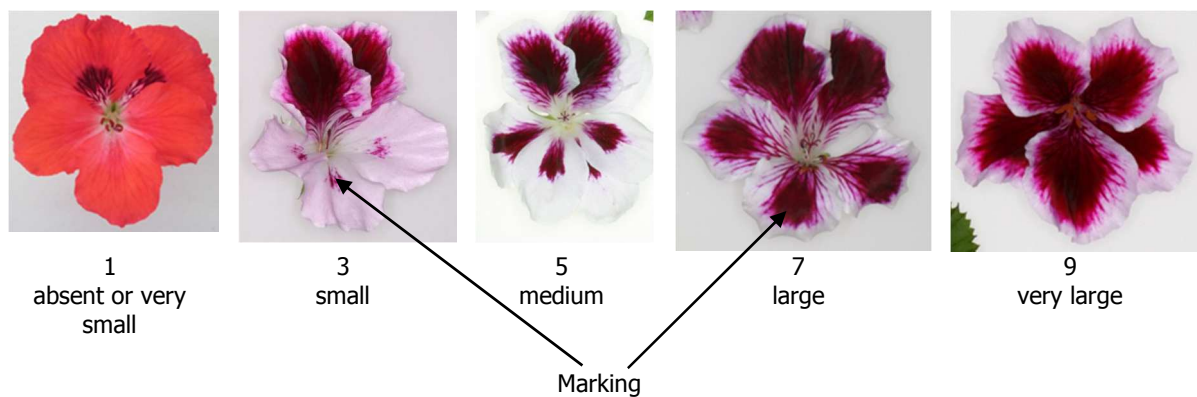 1
absent or very
small
3
small
5
medium
7
large
9
very large
Marking